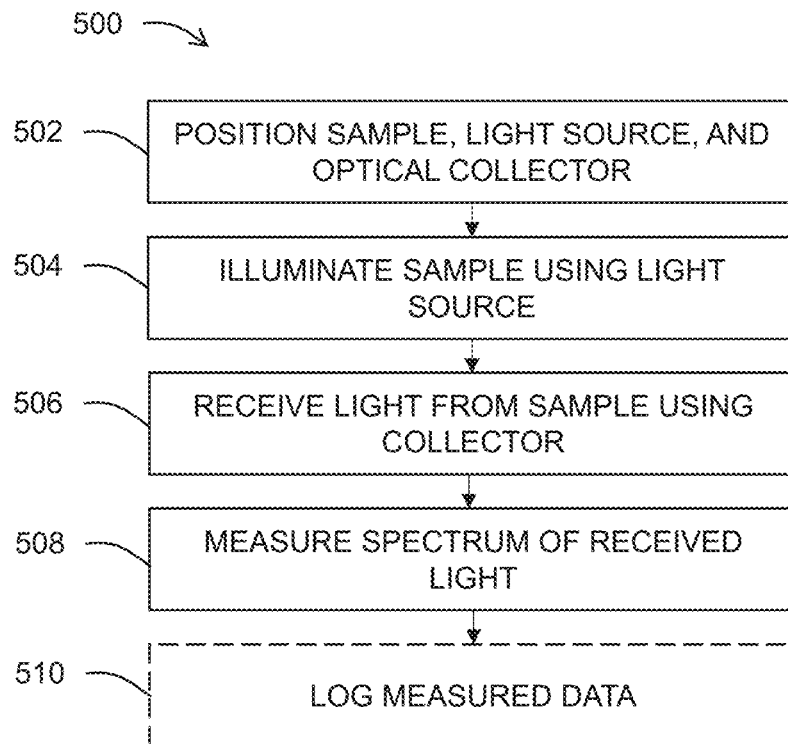 500
502
POSITION SAMPLE, LIGHT SOURCE, AND
OPTICAL COLLECTOR
504
ILLUMINATE SAMPLE USING LIGHT
SOURCE
506
RECEIVE LIGHT FROM SAMPLE USING
COLLECTOR
508
MEASURE SPECTRUM OF RECEIVED
LIGHT
510
LOG MEASURED DATA